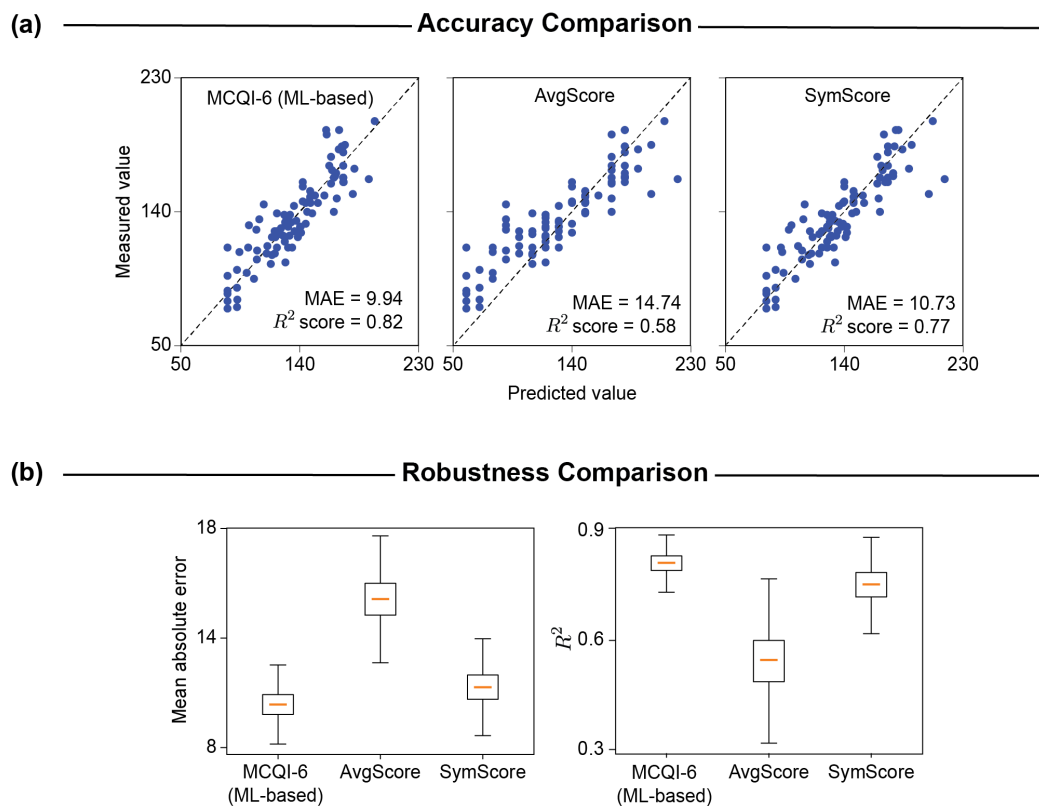 (a) Accuracy Comparison
Measured value
230
140
50
MCQI-6 (ML-based)
MAE = 9.94
R² score = 0.82
50 140 230
AvgScore
MAE = 14.74
R² score = 0.58
50 140 230
SymScore
MAE = 10.73
R² score = 0.77
50 140 230
Predicted value
(b) Robustness Comparison
Mean absolute error
18
14
8
MCQI-6
(ML-based)
AvgScore
SymScore
R²
0.9
0.6
0.3
MCQI-6
(ML-based)
AvgScore
SymScore